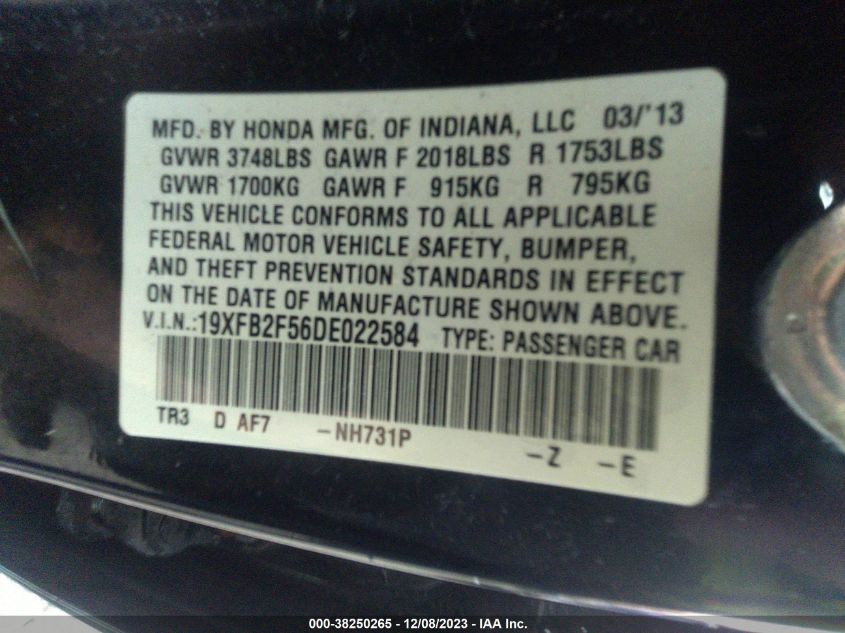 MFD. BY HONDA MFG. OF INDIANA, LLC 03/'13
GVWR 3748LBS GAWR F 2018LBS R 1753LBS
GVWR 1700KG GAWR F 915KG R 795KG
THIS VEHICLE CONFORMS TO ALL APPLICABLE
FEDERAL MOTOR VEHICLE SAFETY, BUMPER,
AND THEFT PREVENTION STANDARDS IN EFFECT
ON THE DATE OF MANUFACTURE SHOWN ABOVE.
V.I.N.:19XFB2F56DE022584 TYPE: PASSENGER CAR
TR3 D AF7 -NH731P -Z -E
000-38250265 - 12/08/2023 - IAA Inc.